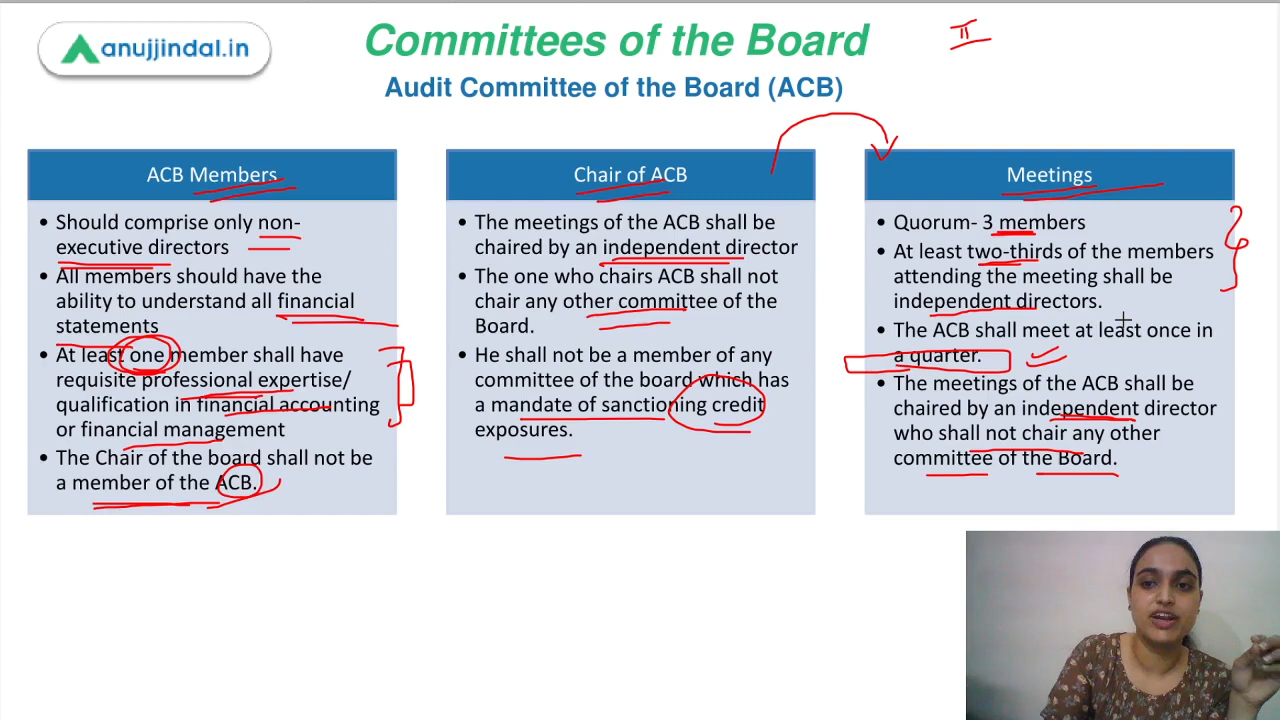 anujjindal.in
Committees of the Board
II
Audit Committee of the Board (ACB)
ACB Members
• Should comprise only non-
executive directors
• All members should have the
ability to understand all financial
statements
• At least one member shall have
requisite professional expertise/
qualification in financial accounting
or financial management
• The Chair of the board shall not be
a member of the ACB.
Chair of ACB
• The meetings of the ACB shall be
chaired by an independent director
• The one who chairs ACB shall not
chair any other committee of the
Board.
• He shall not be a member of any
committee of the board which has
a mandate of sanctioning credit
exposures.
Meetings
• Quorum- 3 members
• At least two-thirds of the members
attending the meeting shall be
independent directors.
• The ACB shall meet at least once in
a quarter.
• The meetings of the ACB shall be
chaired by an independent director
who shall not chair any other
committee of the Board.